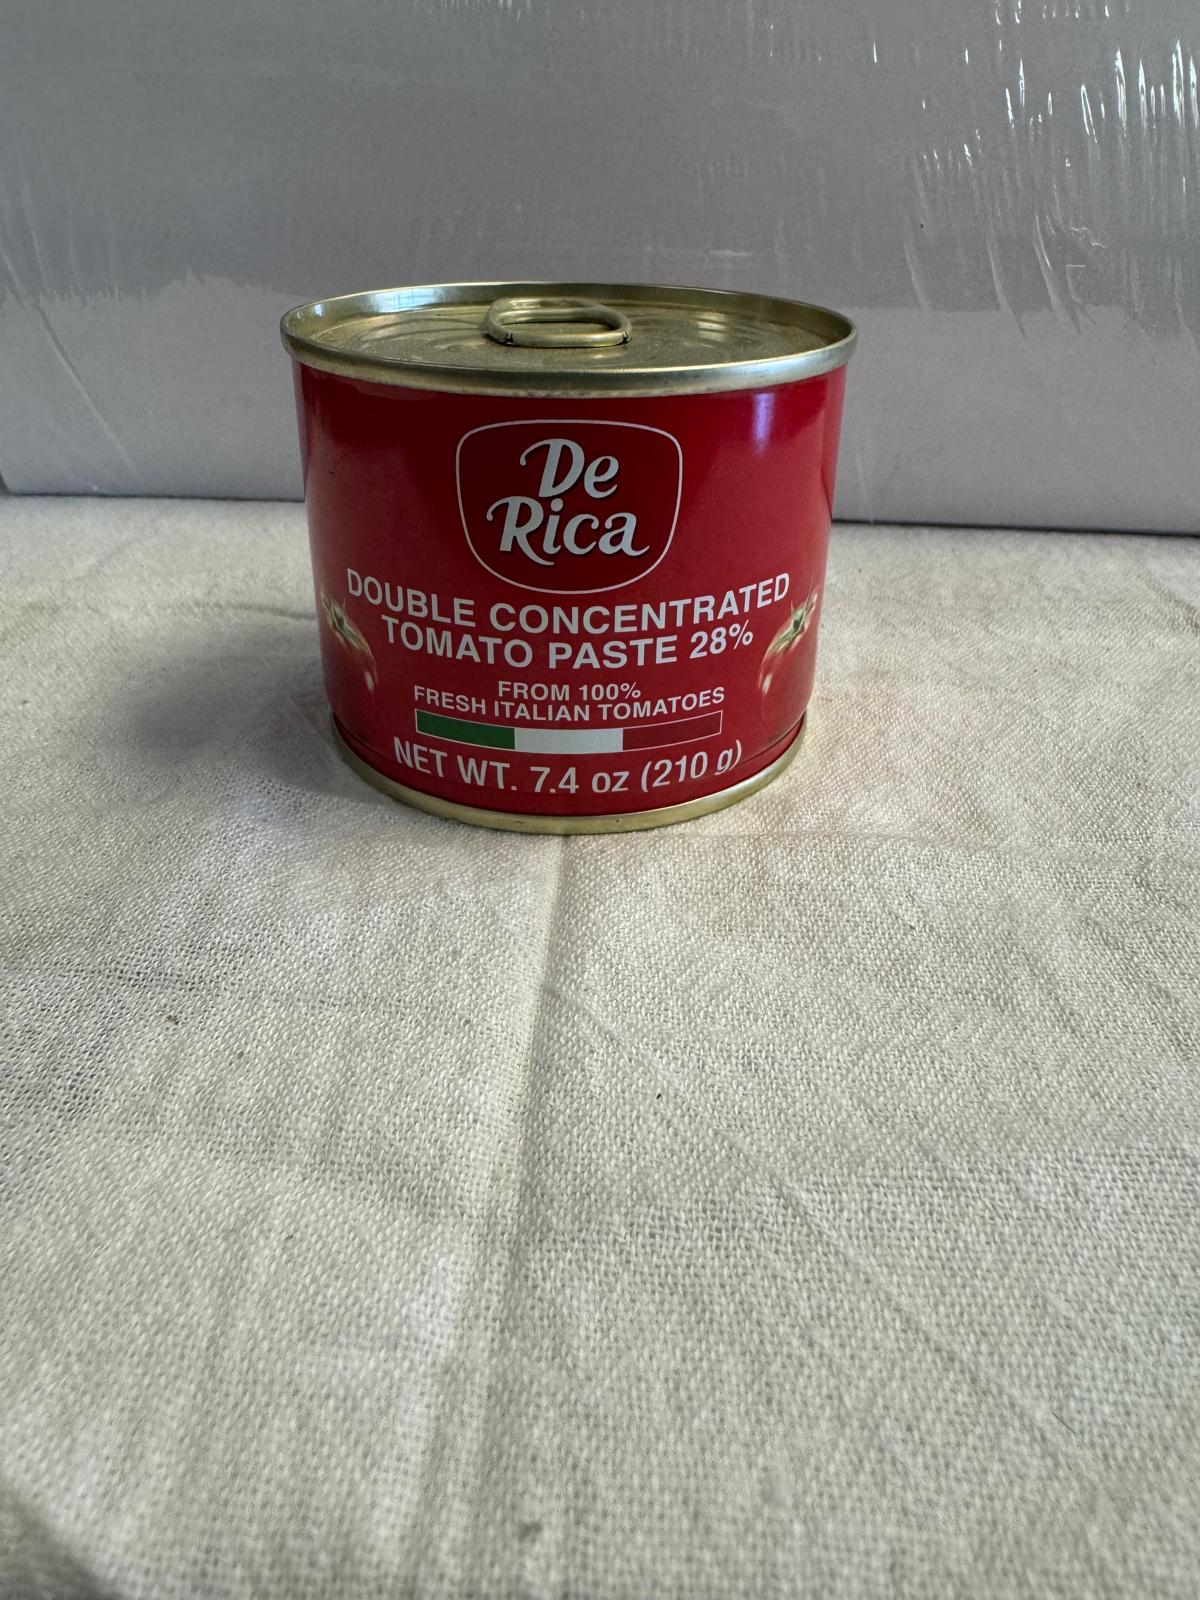 De
Rica
DOUBLE CONCENTRATED
TOMATO PASTE 28%
FROM 100%
FRESH ITALIAN TOMATOES
NET WT. 7.4 oz (210 g)